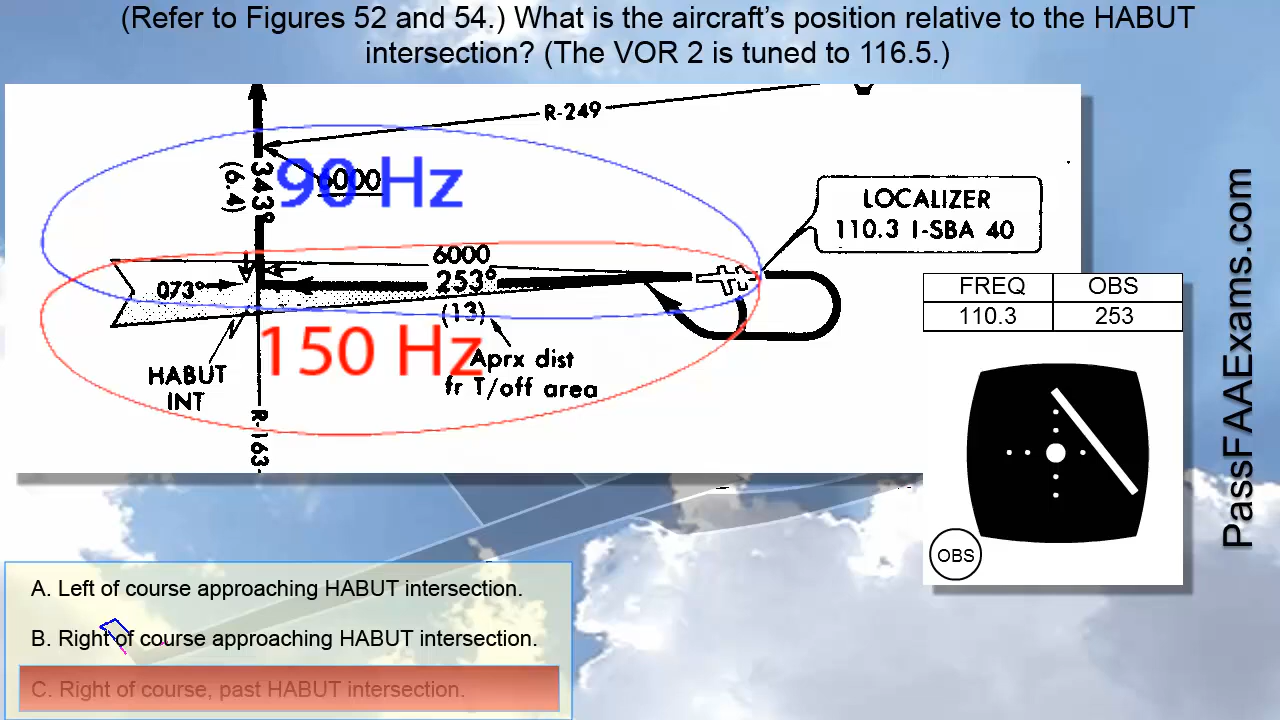 (Refer to Figures 52 and 54.) What is the aircraft's position relative to the HABUT
intersection? (The VOR 2 is tuned to 116.5.)
R-249
90 Hz
6000
343°
(6.4)
LOCALIZER
110.3 I-SBA 40
6000
073°
253°
(13)
150 Hz
Aprx dist
fr T/off area
HABUT
INT
R-163
FREQ OBS
110.3 253
OBS
PassFAAExams.com
A. Left of course approaching HABUT intersection.
B. Right of course approaching HABUT intersection.
C. Right of course, past HABUT intersection.